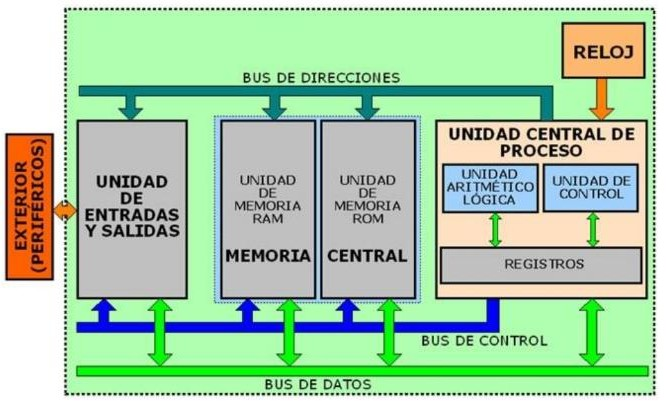 RELOJ
BUS DE DIRECCIONES
EXTERIOR
(PERIFERICOS)
UNIDAD
DE
ENTRADAS
Y SALIDAS
UNIDAD
DE
MEMORIA
RAM
MEMORIA
UNIDAD
DE
MEMORIA
ROM
CENTRAL
UNIDAD CENTRAL DE
PROCESO
UNIDAD
ARITMÉTICO
LÓGICA
UNIDAD DE
CONTROL
REGISTROS
BUS DE CONTROL
BUS DE DATOS